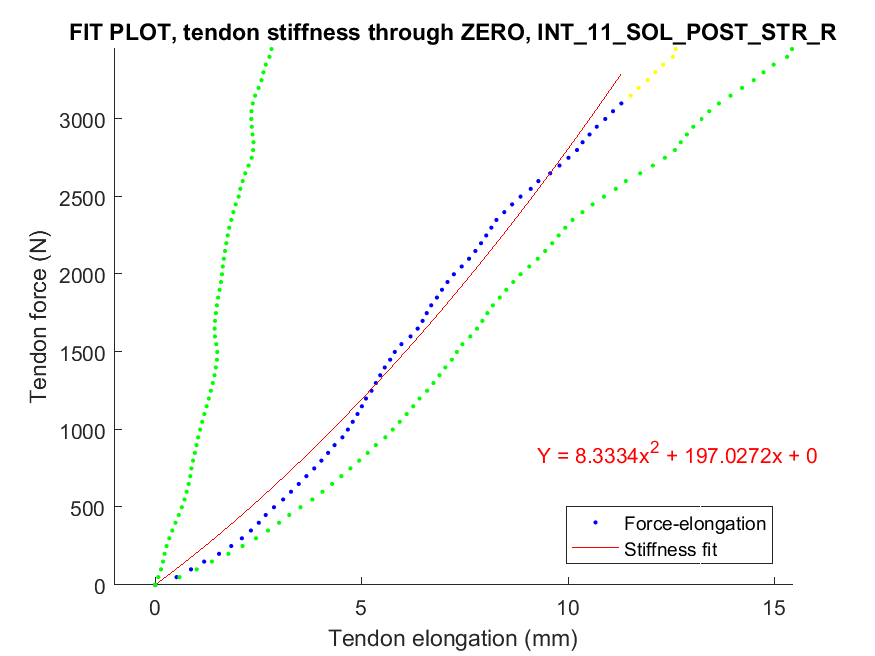 FIT PLOT, tendon stiffness through ZERO, INT_11_SOL_POST_STR_R
Tendon force (N)
3000
2500
2000
1500
1000
500
0
Y = 8.3334x² + 197.0272x + 0
Force-elongation
Stiffness fit
0 5 10 15
Tendon elongation (mm)